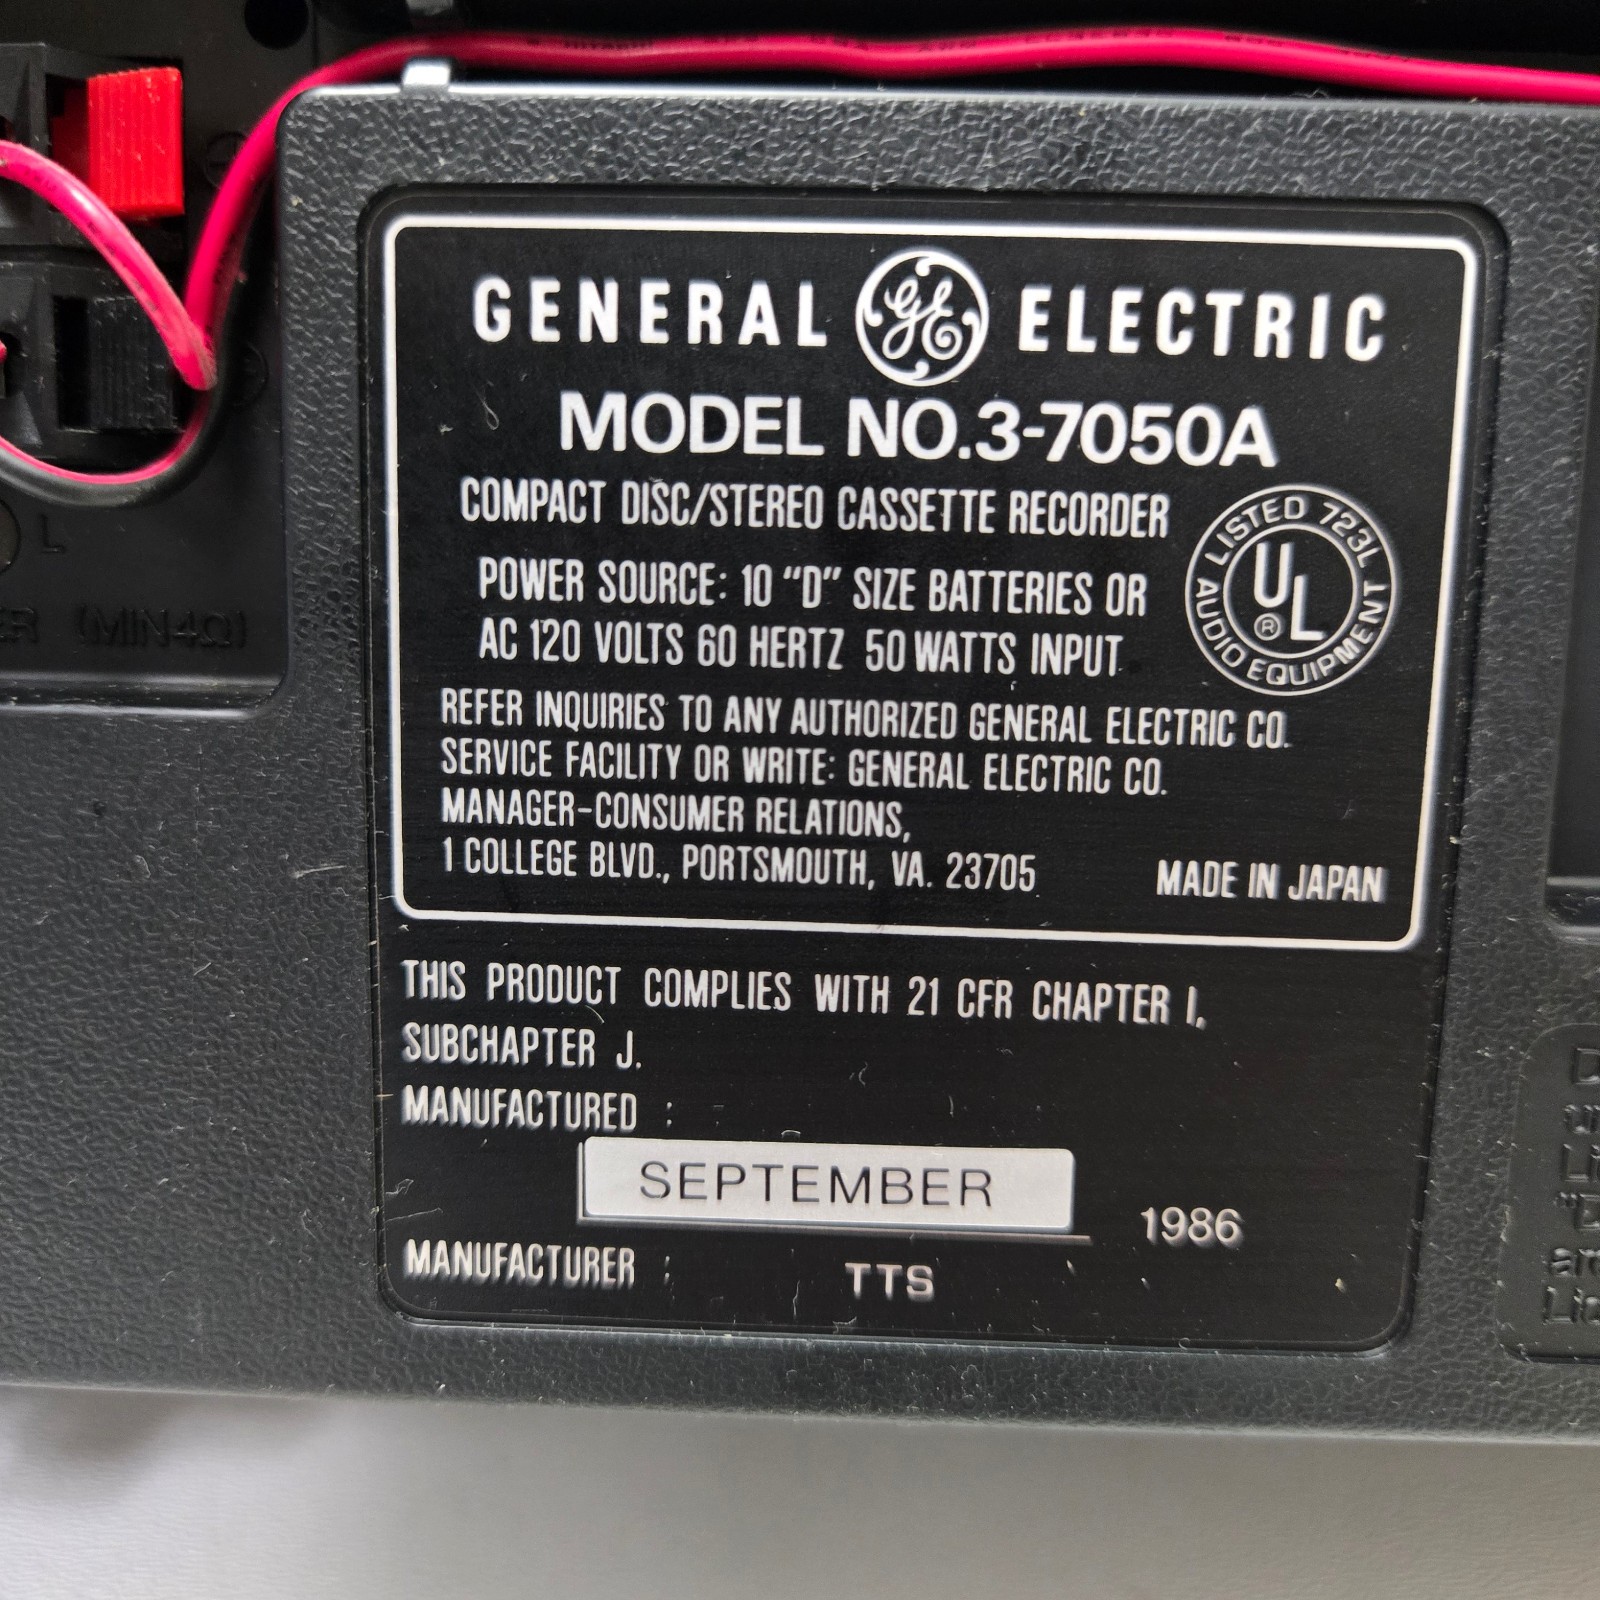 GENERAL GE ELECTRIC
MODEL NO.3-7050A
COMPACT DISC/STEREO CASSETTE RECORDER
POWER SOURCE: 10 "D" SIZE BATTERIES OR
AC 120 VOLTS 60 HERTZ 50 WATTS INPUT
LISTED 723L
UL
®
AUDIO EQUIPMENT
REFER INQUIRIES TO ANY AUTHORIZED GENERAL ELECTRIC CO.
SERVICE FACILITY OR WRITE: GENERAL ELECTRIC CO.
MANAGER-CONSUMER RELATIONS,
1 COLLEGE BLVD., PORTSMOUTH, VA. 23705
MADE IN JAPAN
THIS PRODUCT COMPLIES WITH 21 CFR CHAPTER I,
SUBCHAPTER J.
MANUFACTURED :
SEPTEMBER 1986
MANUFACTURER : TTS
L
(MIN4Ω)